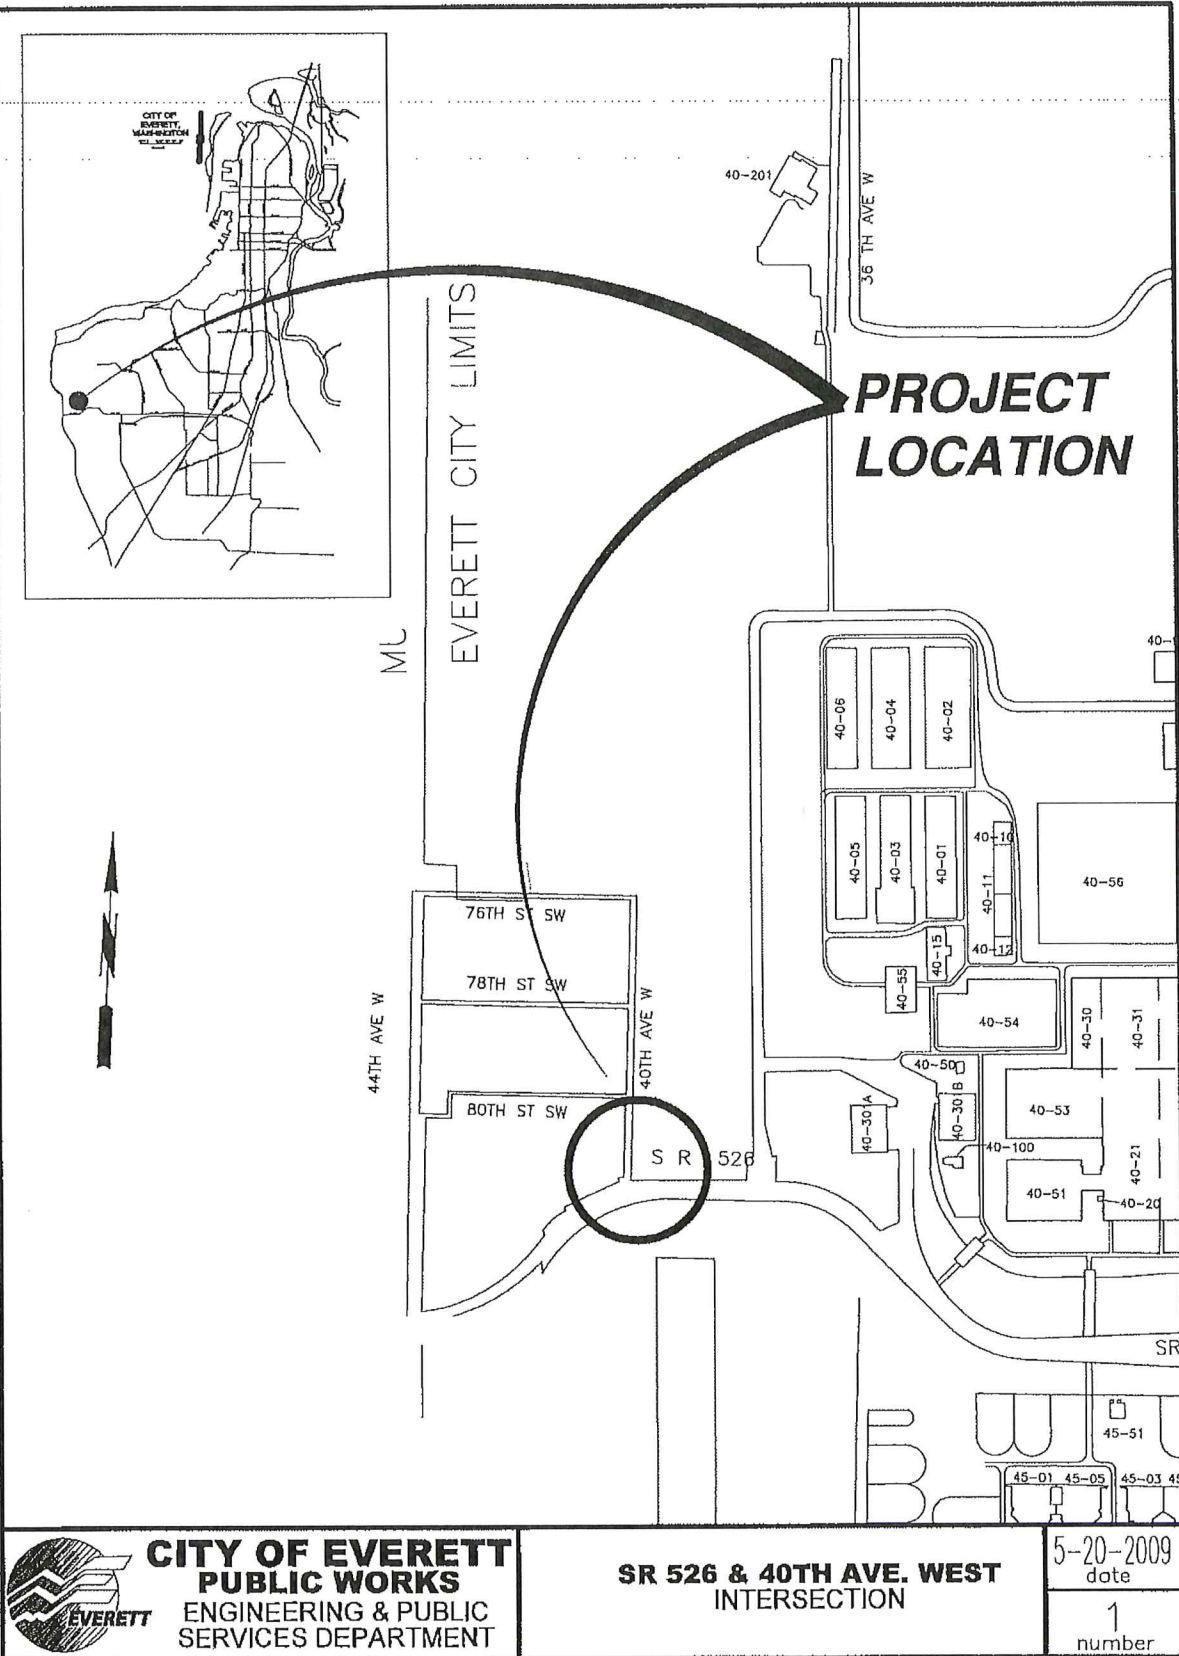 CITY OF
EVERETT,
WASHINGTON
40-201
36 TH AVE W
EVERETT CITY LIMITS
PROJECT
LOCATION
40-06
40-04
40-02
40-05
40-03
40-01
40-10
40-11
40-12
40-56
40-15
40-55
76TH ST SW
78TH ST SW
44TH AVE W
40TH AVE W
80TH ST SW
40-54
40-30
40-31
40-50
40-301A
40-301B
40-53
40-100
40-21
40-51
40-20
S R 526
SR
45-51
45-01
45-05
45-03
CITY OF EVERETT
PUBLIC WORKS
ENGINEERING & PUBLIC
SERVICES DEPARTMENT
EVERETT
SR 526 & 40TH AVE. WEST
INTERSECTION
5-20-2009
date
1
number